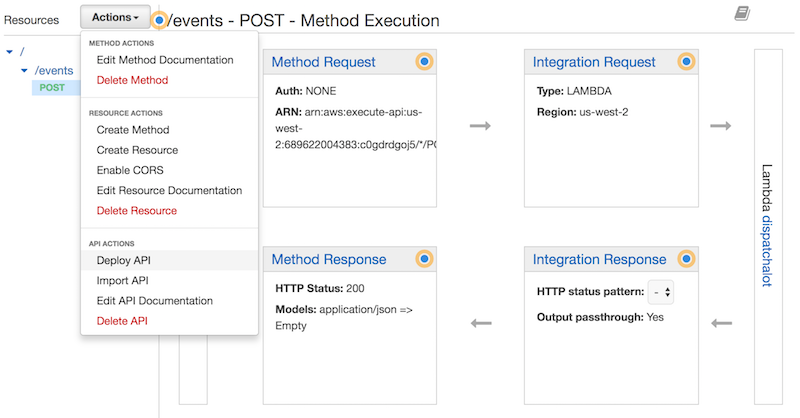 Resources
Actions
/events - POST - Method Execution
/
/events
POST
METHOD ACTIONS
Edit Method Documentation
Delete Method
RESOURCE ACTIONS
Create Method
Create Resource
Enable CORS
Edit Resource Documentation
Delete Resource
API ACTIONS
Deploy API
Import API
Edit API Documentation
Delete API
Method Request
Auth: NONE
ARN: arn:aws:execute-api:us-
west-
2:689622004383:c0gdrdgoj5/*/PO
Integration Request
Type: LAMBDA
Region: us-west-2
Lambda dispatchalot
Method Response
HTTP Status: 200
Models: application/json =>
Empty
Integration Response
HTTP status pattern: -
Output passthrough: Yes